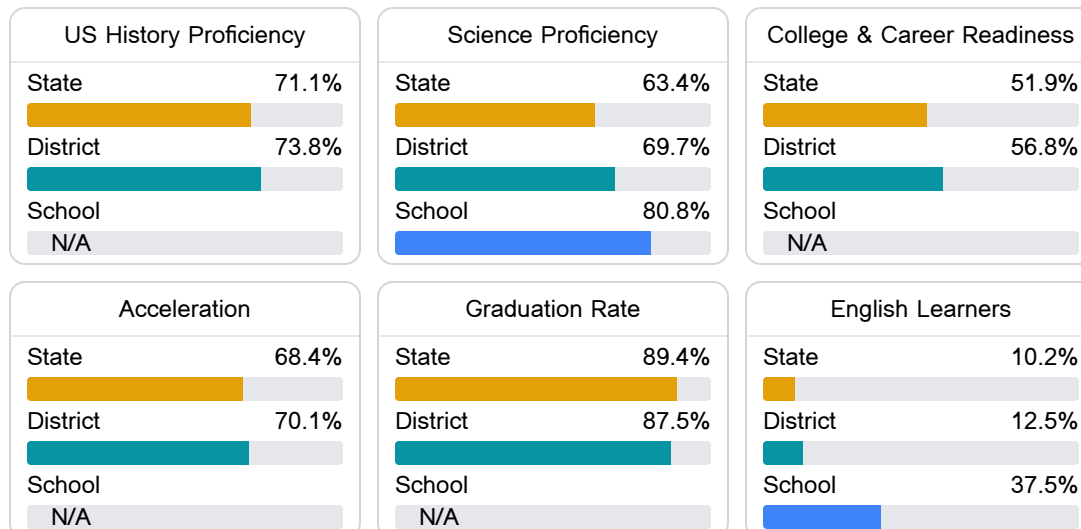 US History Proficiency
State 71.1%
District 73.8%
School
N/A
Science Proficiency
State 63.4%
District 69.7%
School 80.8%
College & Career Readiness
State 51.9%
District 56.8%
School
N/A
Acceleration
State 68.4%
District 70.1%
School
N/A
Graduation Rate
State 89.4%
District 87.5%
School
N/A
English Learners
State 10.2%
District 12.5%
School 37.5%